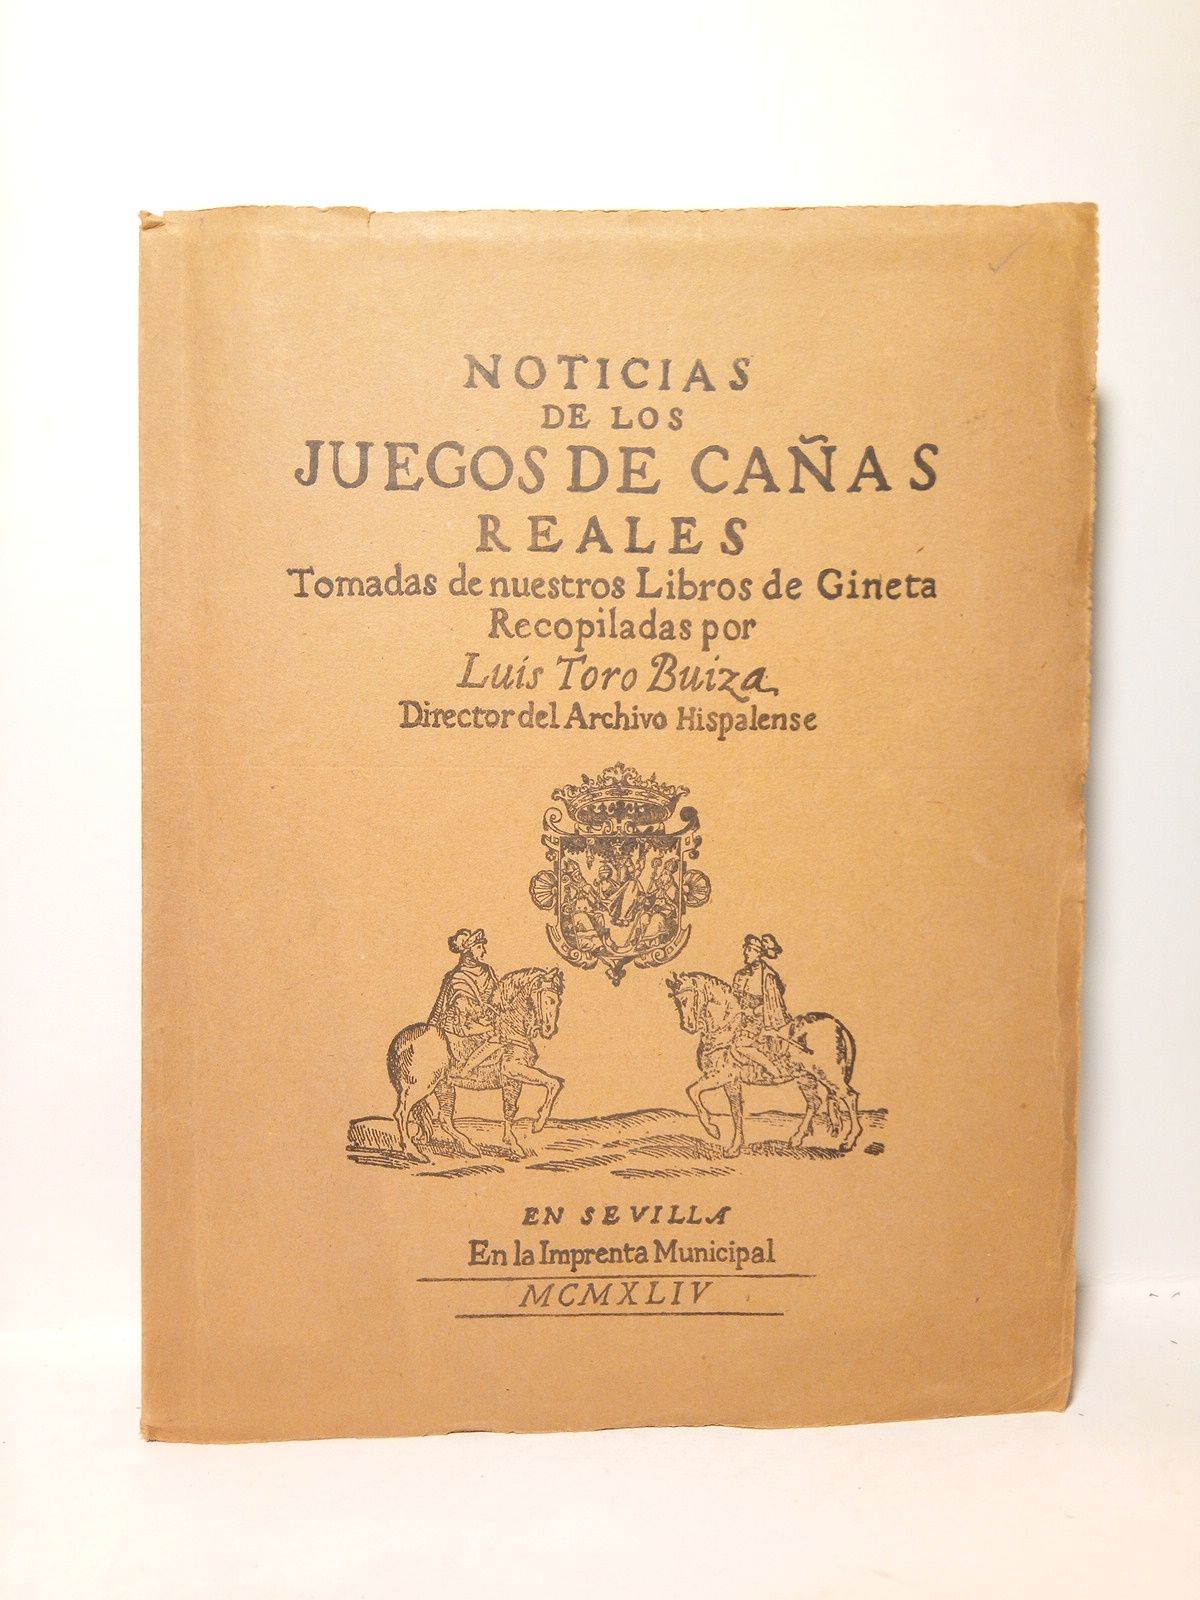 NOTICIAS
DE LOS
JUEGOS DE CAÑAS
REALES
Tomadas de nuestros Libros de Gineta
Recopiladas por
Luis Toro Buiza
Director del Archivo Hispalense
EN SEVILLA
En la Imprenta Municipal
MCMXLIV